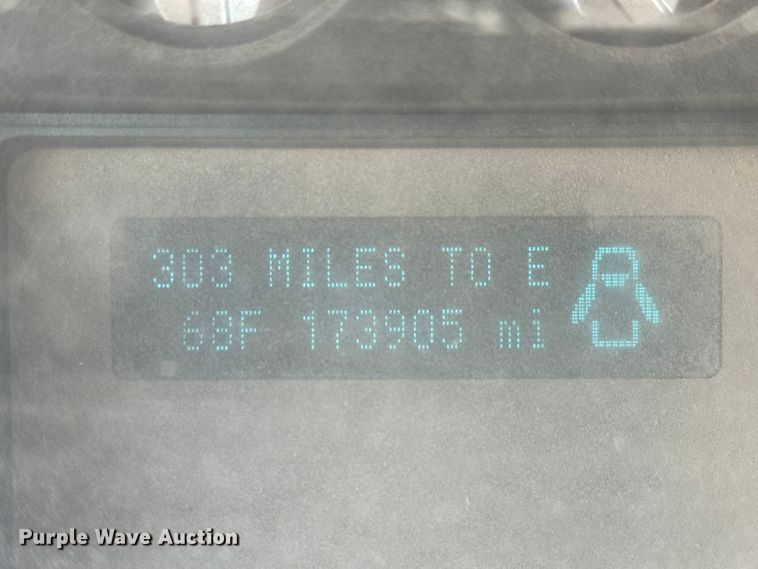 303 MILES TO E
68F 173905 mi
Purple Wave Auction